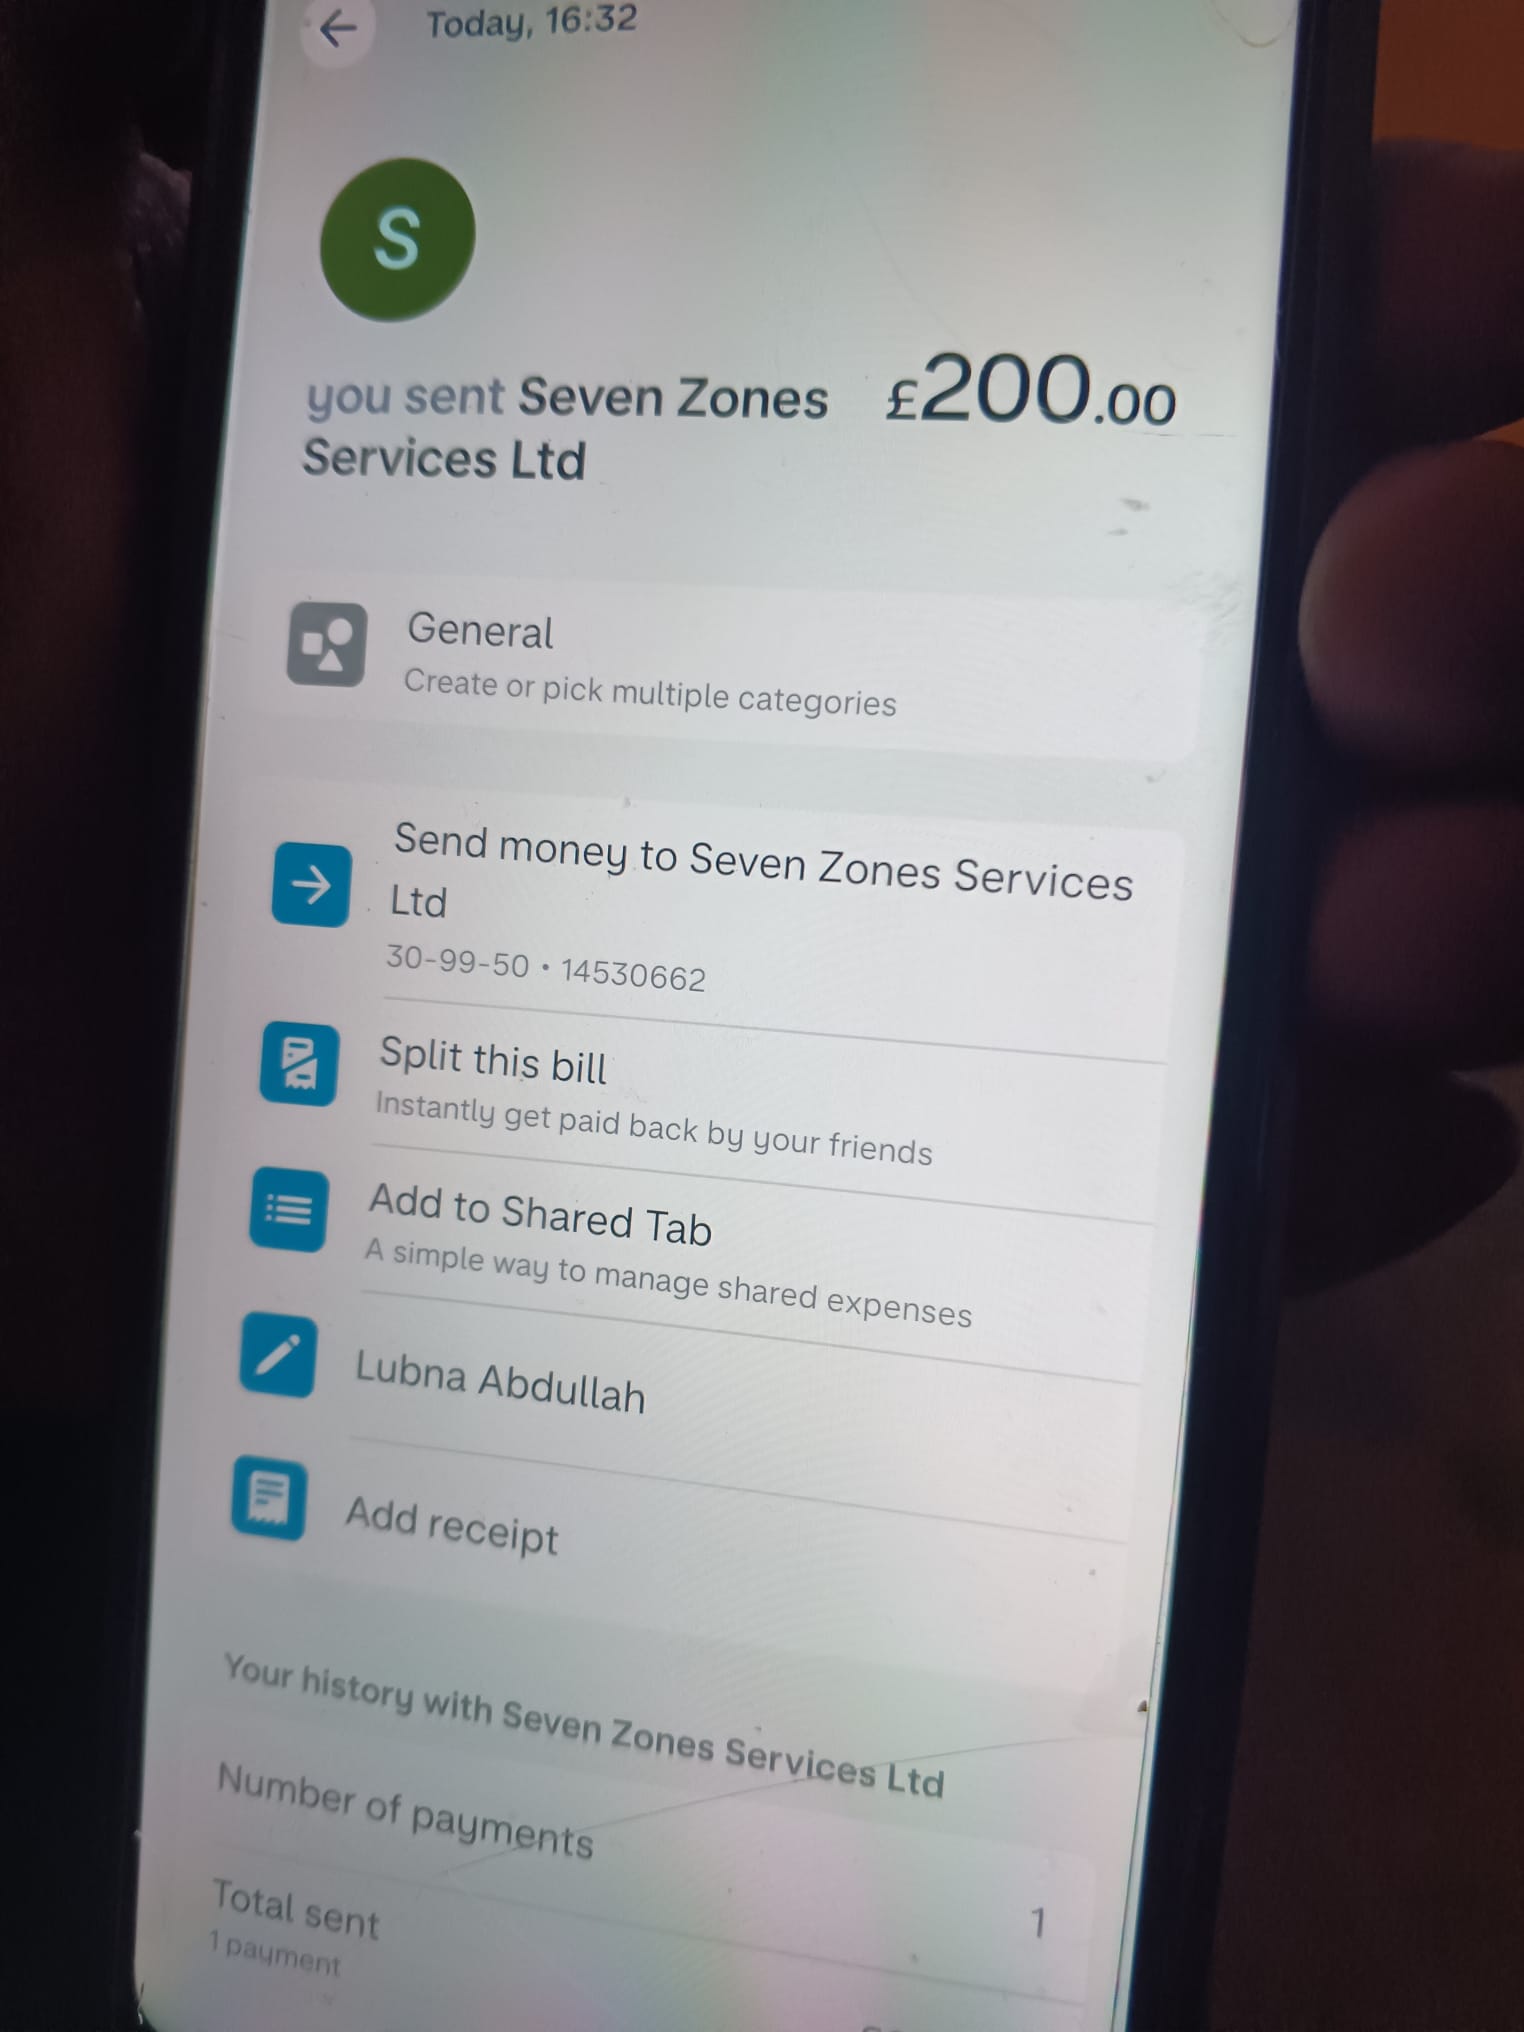 Today, 16:32
S
you sent Seven Zones
Services Ltd
£200.00
General
Create or pick multiple categories
Send money to Seven Zones Services
Ltd
30-99-50 • 14530662
Split this bill
Instantly get paid back by your friends
Add to Shared Tab
A simple way to manage shared expenses
Lubna Abdullah
Add receipt
Your history with Seven Zones Services Ltd
Number of payments
1
Total sent
1 payment